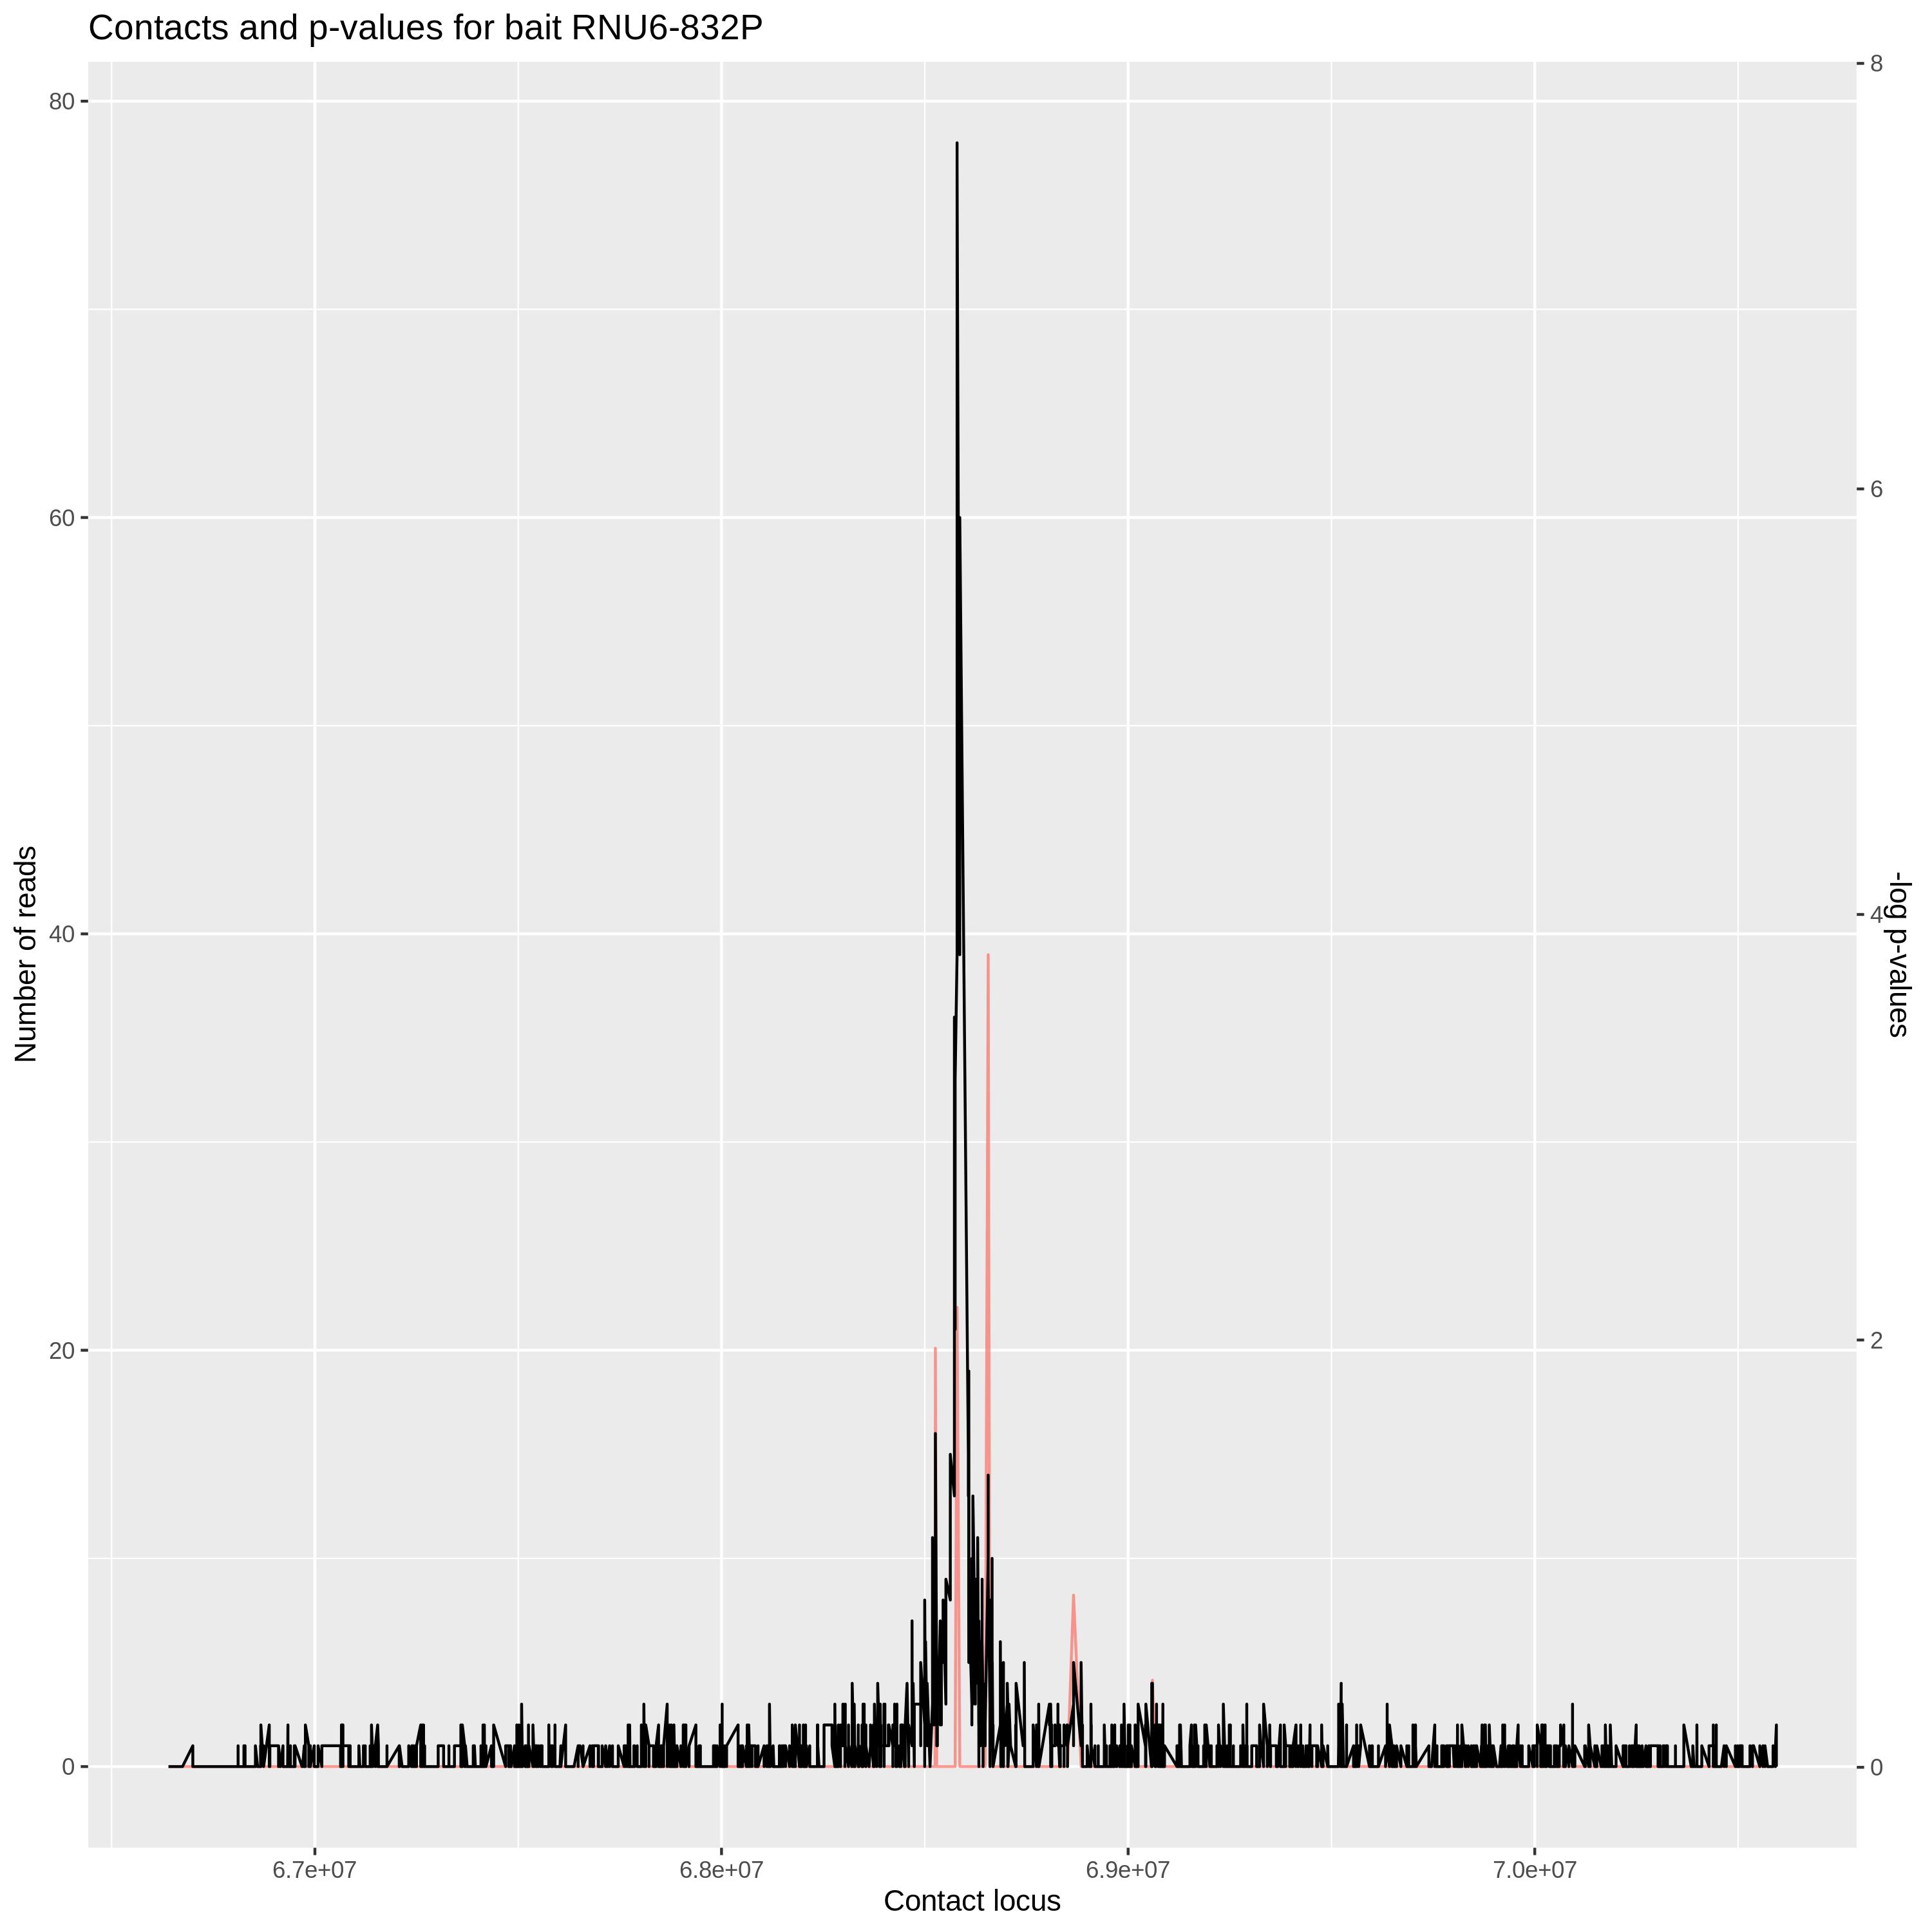 Contacts and p-values for bait RNU6-832P
80
60
40
20
0
8
6
4
2
0
Number of reads
-log p-values
6.7e+07
6.8e+07
6.9e+07
7.0e+07
Contact locus